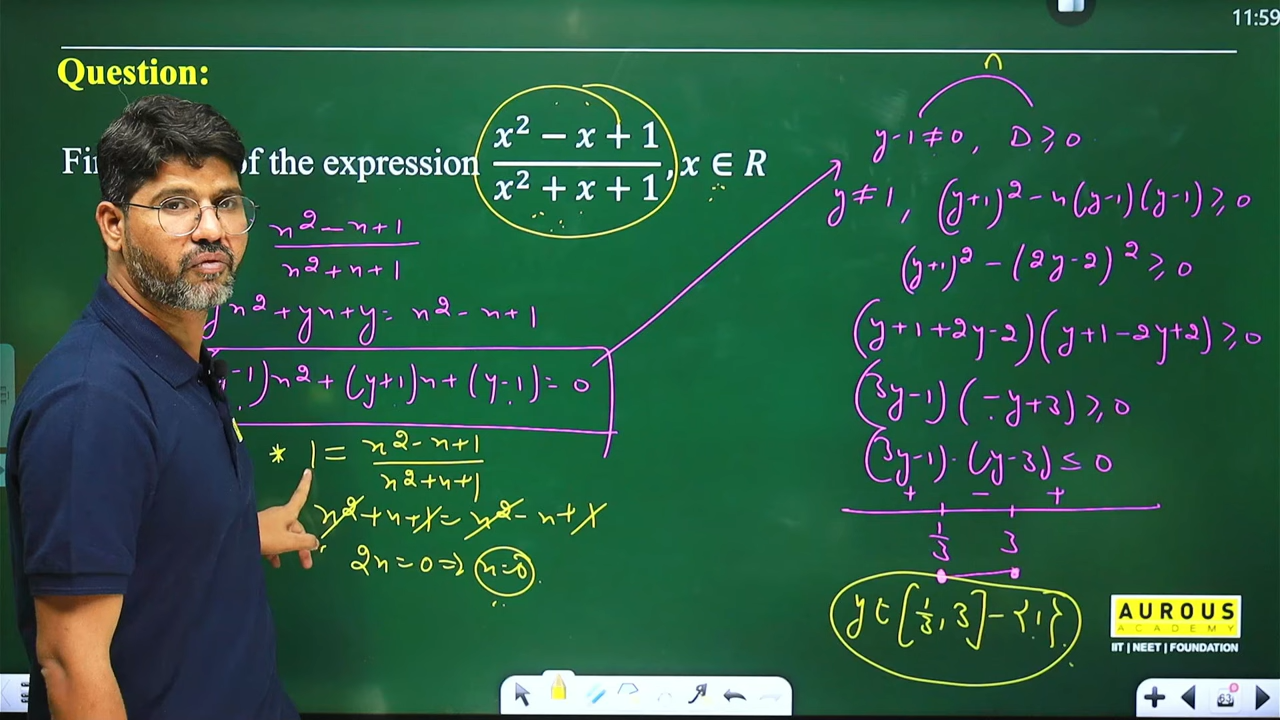 11:59
Question:
Fin of the expression (x² − x + 1)/(x² + x + 1), x ∈ R
x² − x + 1
x² + x + 1
yx² + yx + y = x² − x + 1
-1)x² + (y+1)x + (y-1) = 0
* 1 = (x² − x + 1)/(x² + x + 1)
x² + x + 1 = x² − x + 1
2x = 0 ⇒ x = 0
y-1 ≠ 0, D ≥ 0
y ≠ 1, (y+1)² − 4(y-1)(y-1) ≥ 0
(y+1)² − (2y-2)² ≥ 0
(y+1+2y-2)(y+1-2y+2) ≥ 0
(3y-1)(-y+3) ≥ 0
(3y-1)·(y-3) ≤ 0
+ − +
1/3 3
y ∈ [1/3, 3] − {1}
AUROUS
ACADEMY
IIT | NEET | FOUNDATION
63